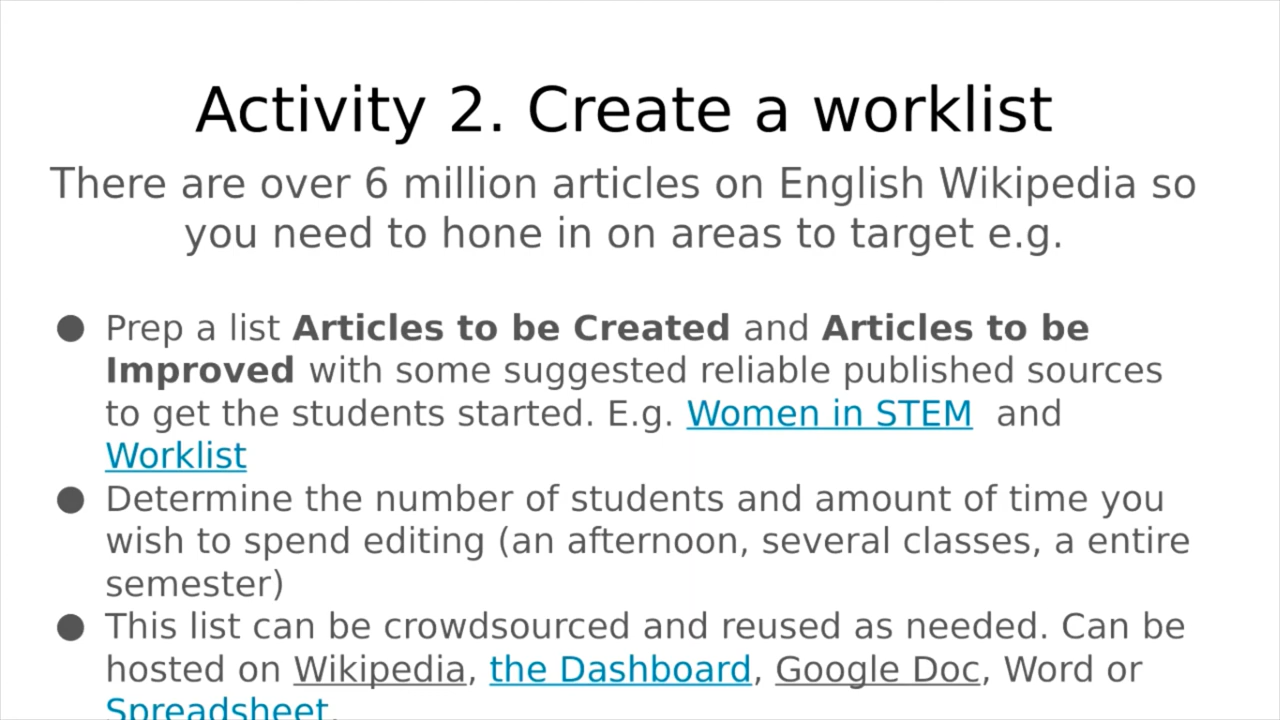 Activity 2. Create a worklist
There are over 6 million articles on English Wikipedia so
you need to hone in on areas to target e.g.
● Prep a list Articles to be Created and Articles to be
Improved with some suggested reliable published sources
to get the students started. E.g. Women in STEM and
Worklist
● Determine the number of students and amount of time you
wish to spend editing (an afternoon, several classes, a entire
semester)
● This list can be crowdsourced and reused as needed. Can be
hosted on Wikipedia, the Dashboard, Google Doc, Word or
Spreadsheet.